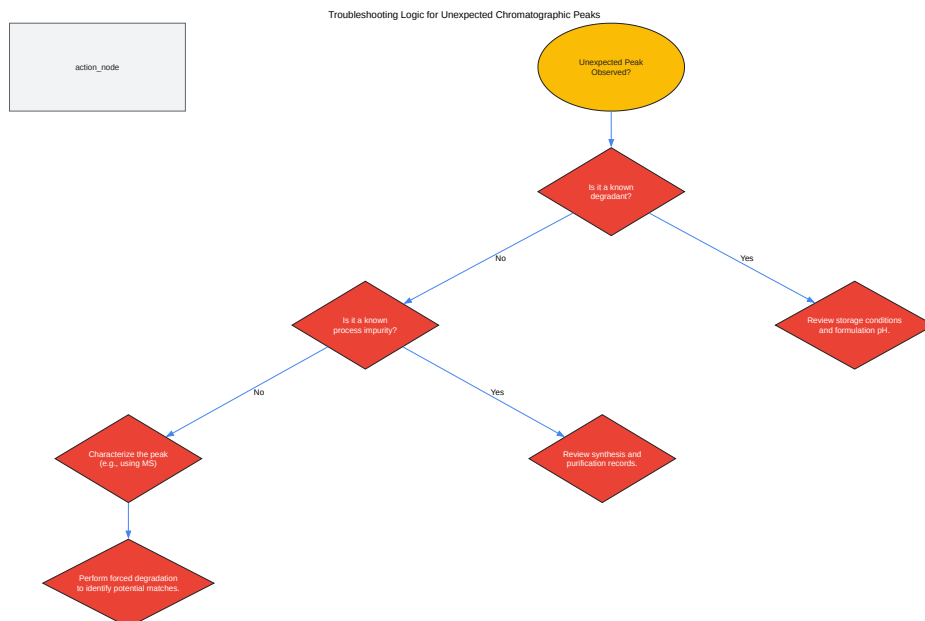 Troubleshooting Logic for Unexpected Chromatographic Peaks
action_node
Unexpected Peak
Observed?
Is it a known
degradant?
No
Yes
Is it a known
process impurity?
Review storage conditions
and formulation pH.
No
Yes
Characterize the peak
(e.g., using MS)
Review synthesis and
purification records.
Perform forced degradation
to identify potential matches.